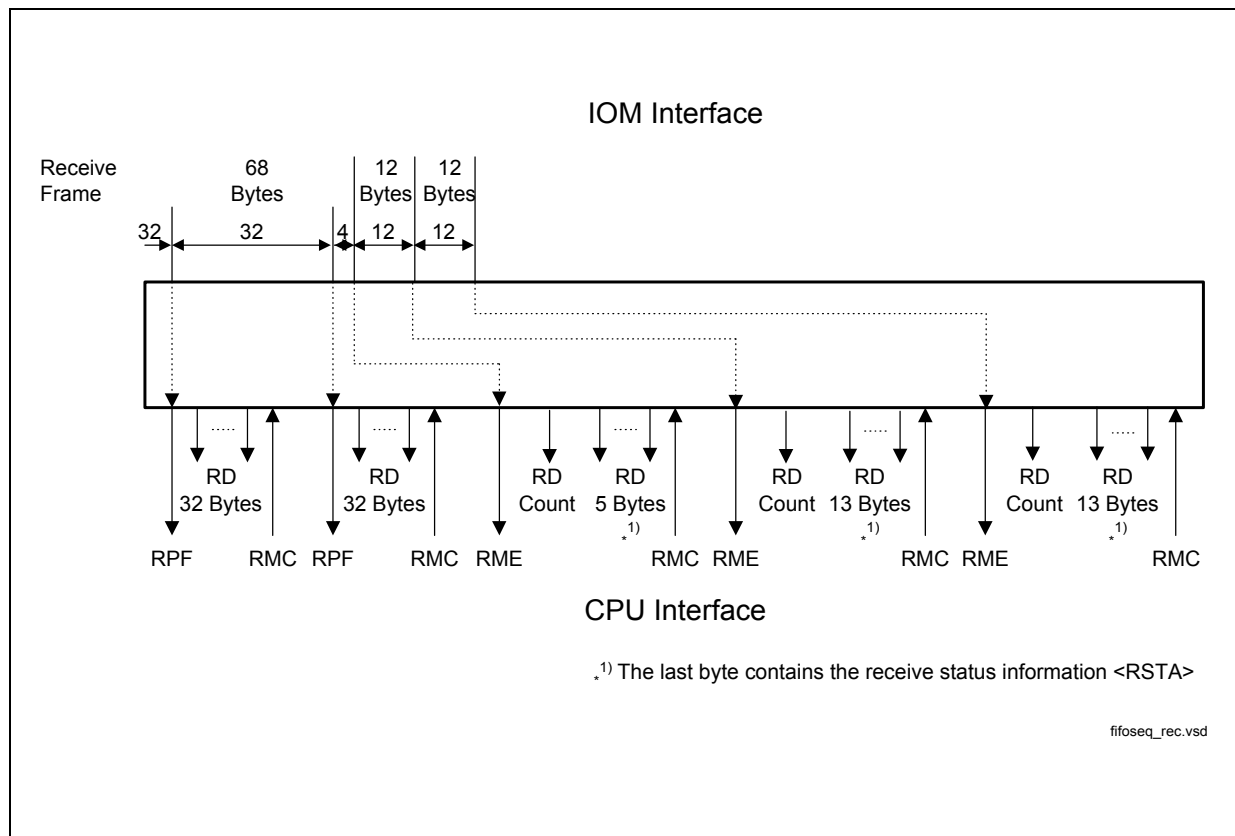 IOM Interface
Receive 68 12 12
Frame Bytes Bytes Bytes
32 32 4 12 12
..... ..... ..... ..... .....
RD RD RD RD RD RD RD RD
32 Bytes 32 Bytes Count 5 Bytes Count 13 Bytes Count 13 Bytes
*1) *1) *1)
RPF RMC RPF RMC RME RMC RME RMC RME RMC
CPU Interface
*1) The last byte contains the receive status information <RSTA>
fifoseq_rec.vsd